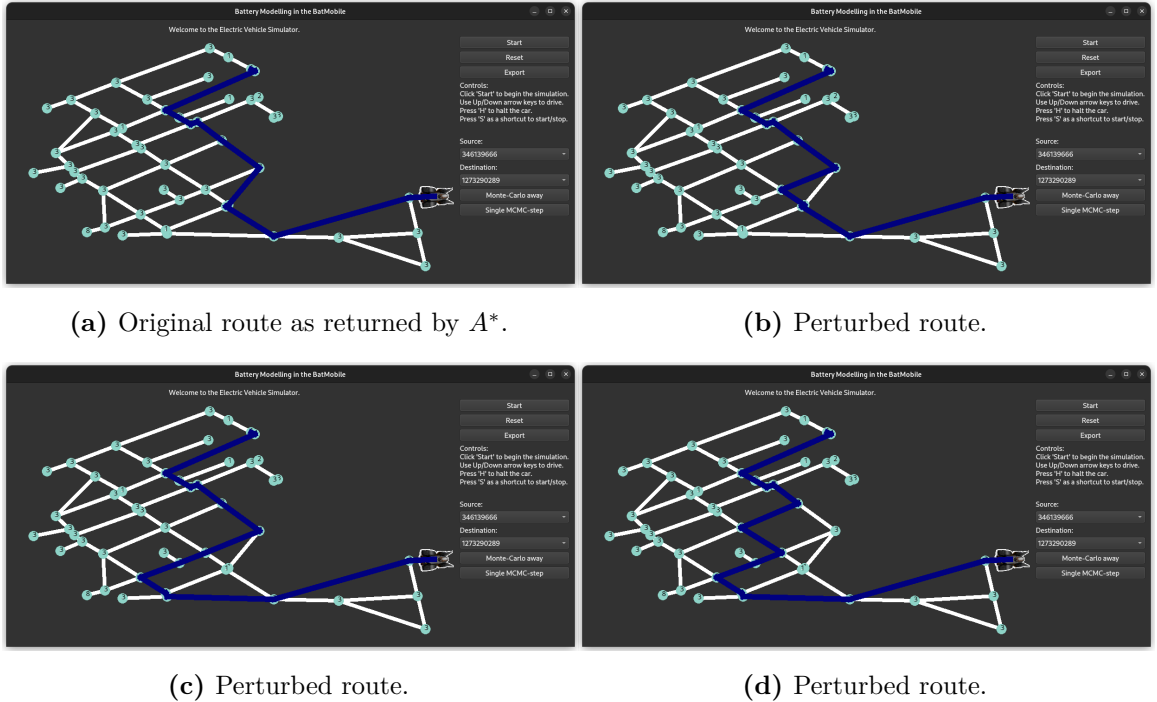 Battery Modelling in the BatMobile
Welcome to the Electric Vehicle Simulator.
Start
Reset
Export
Controls:
Click 'Start' to begin the simulation.
Use Up/Down arrow keys to drive.
Press 'H' to halt the car.
Press 'S' as a shortcut to start/stop.
Source:
346139666
Destination:
1273290289
Monte-Carlo away
Single MCMC-step
Battery Modelling in the BatMobile
Welcome to the Electric Vehicle Simulator.
Start
Reset
Export
Controls:
Click 'Start' to begin the simulation.
Use Up/Down arrow keys to drive.
Press 'H' to halt the car.
Press 'S' as a shortcut to start/stop.
Source:
346139666
Destination:
1273290289
Monte-Carlo away
Single MCMC-step
(a) Original route as returned by A*.
(b) Perturbed route.
Battery Modelling in the BatMobile
Welcome to the Electric Vehicle Simulator.
Start
Reset
Export
Controls:
Click 'Start' to begin the simulation.
Use Up/Down arrow keys to drive.
Press 'H' to halt the car.
Press 'S' as a shortcut to start/stop.
Source:
346139666
Destination:
1273290289
Monte-Carlo away
Single MCMC-step
Battery Modelling in the BatMobile
Welcome to the Electric Vehicle Simulator.
Start
Reset
Export
Controls:
Click 'Start' to begin the simulation.
Use Up/Down arrow keys to drive.
Press 'H' to halt the car.
Press 'S' as a shortcut to start/stop.
Source:
346139666
Destination:
1273290289
Monte-Carlo away
Single MCMC-step
(c) Perturbed route.
(d) Perturbed route.